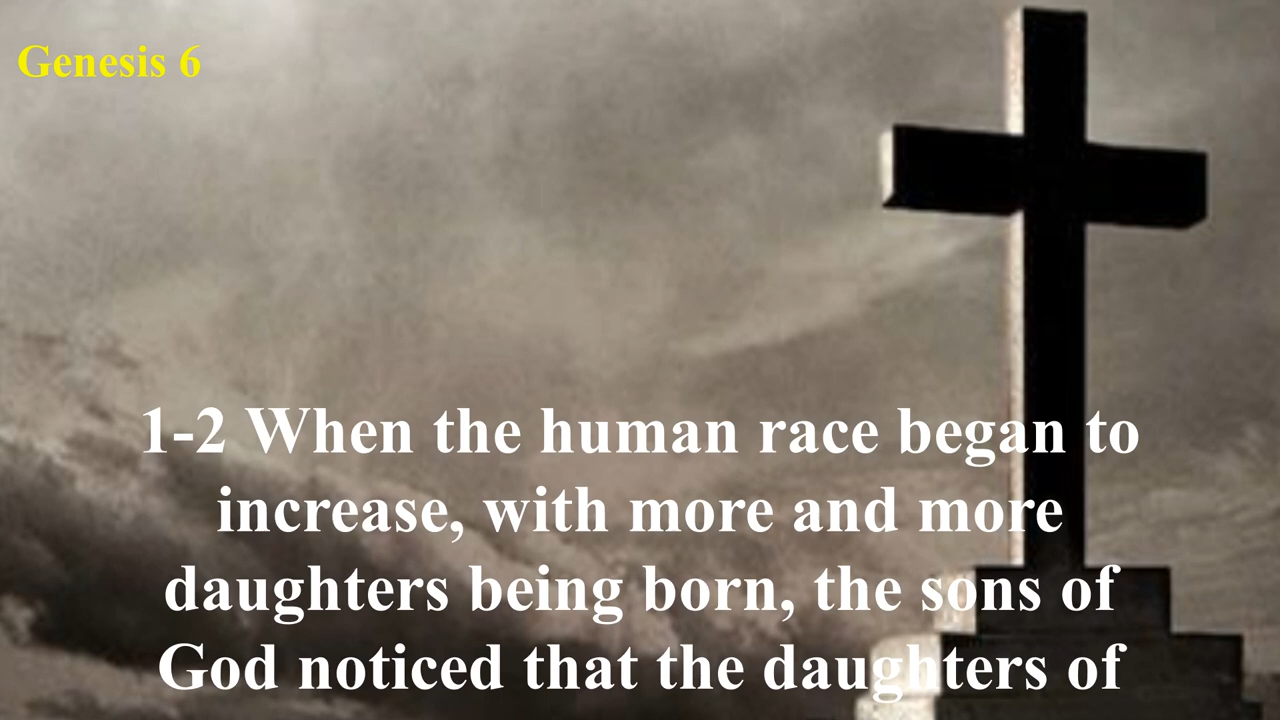 Genesis 6
1-2 When the human race began to
increase, with more and more
daughters being born, the sons of
God noticed that the daughters of